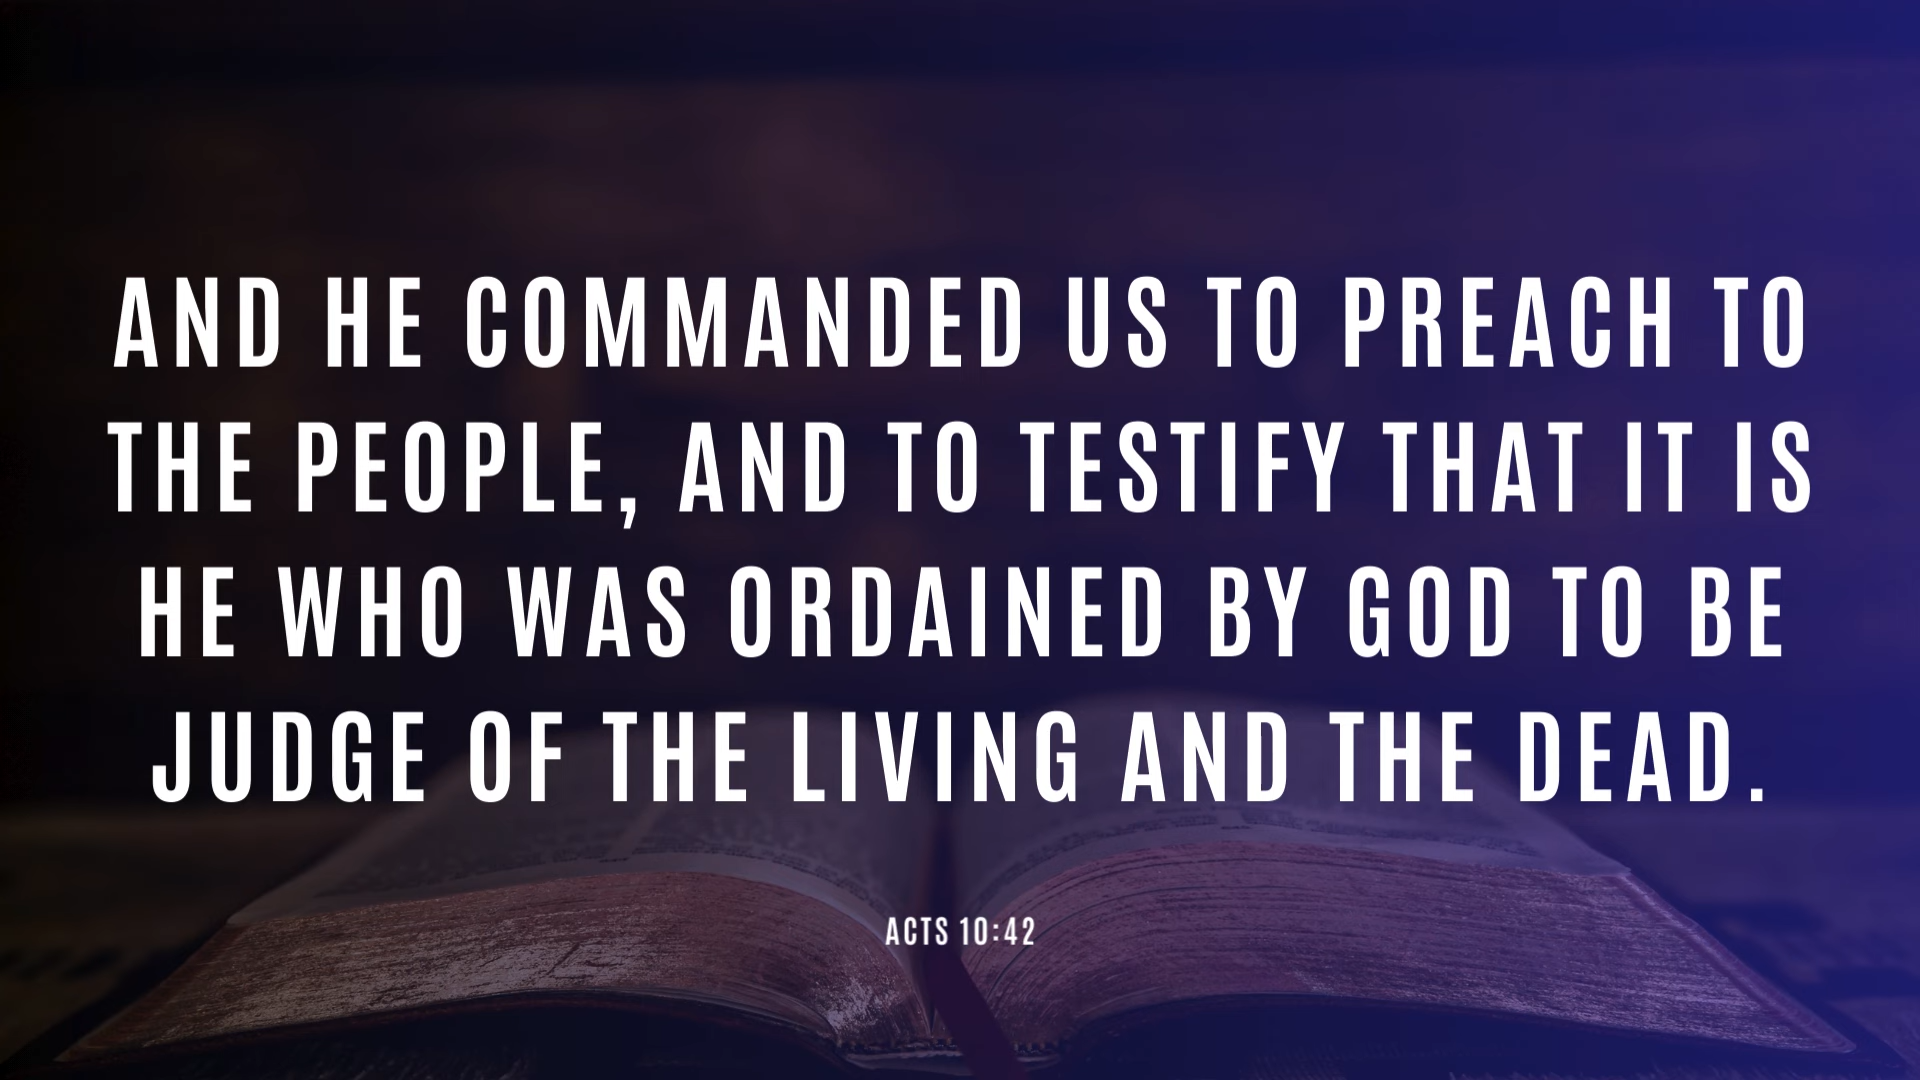 AND HE COMMANDED US TO PREACH TO
THE PEOPLE, AND TO TESTIFY THAT IT IS
HE WHO WAS ORDAINED BY GOD TO BE
JUDGE OF THE LIVING AND THE DEAD.
ACTS 10:42